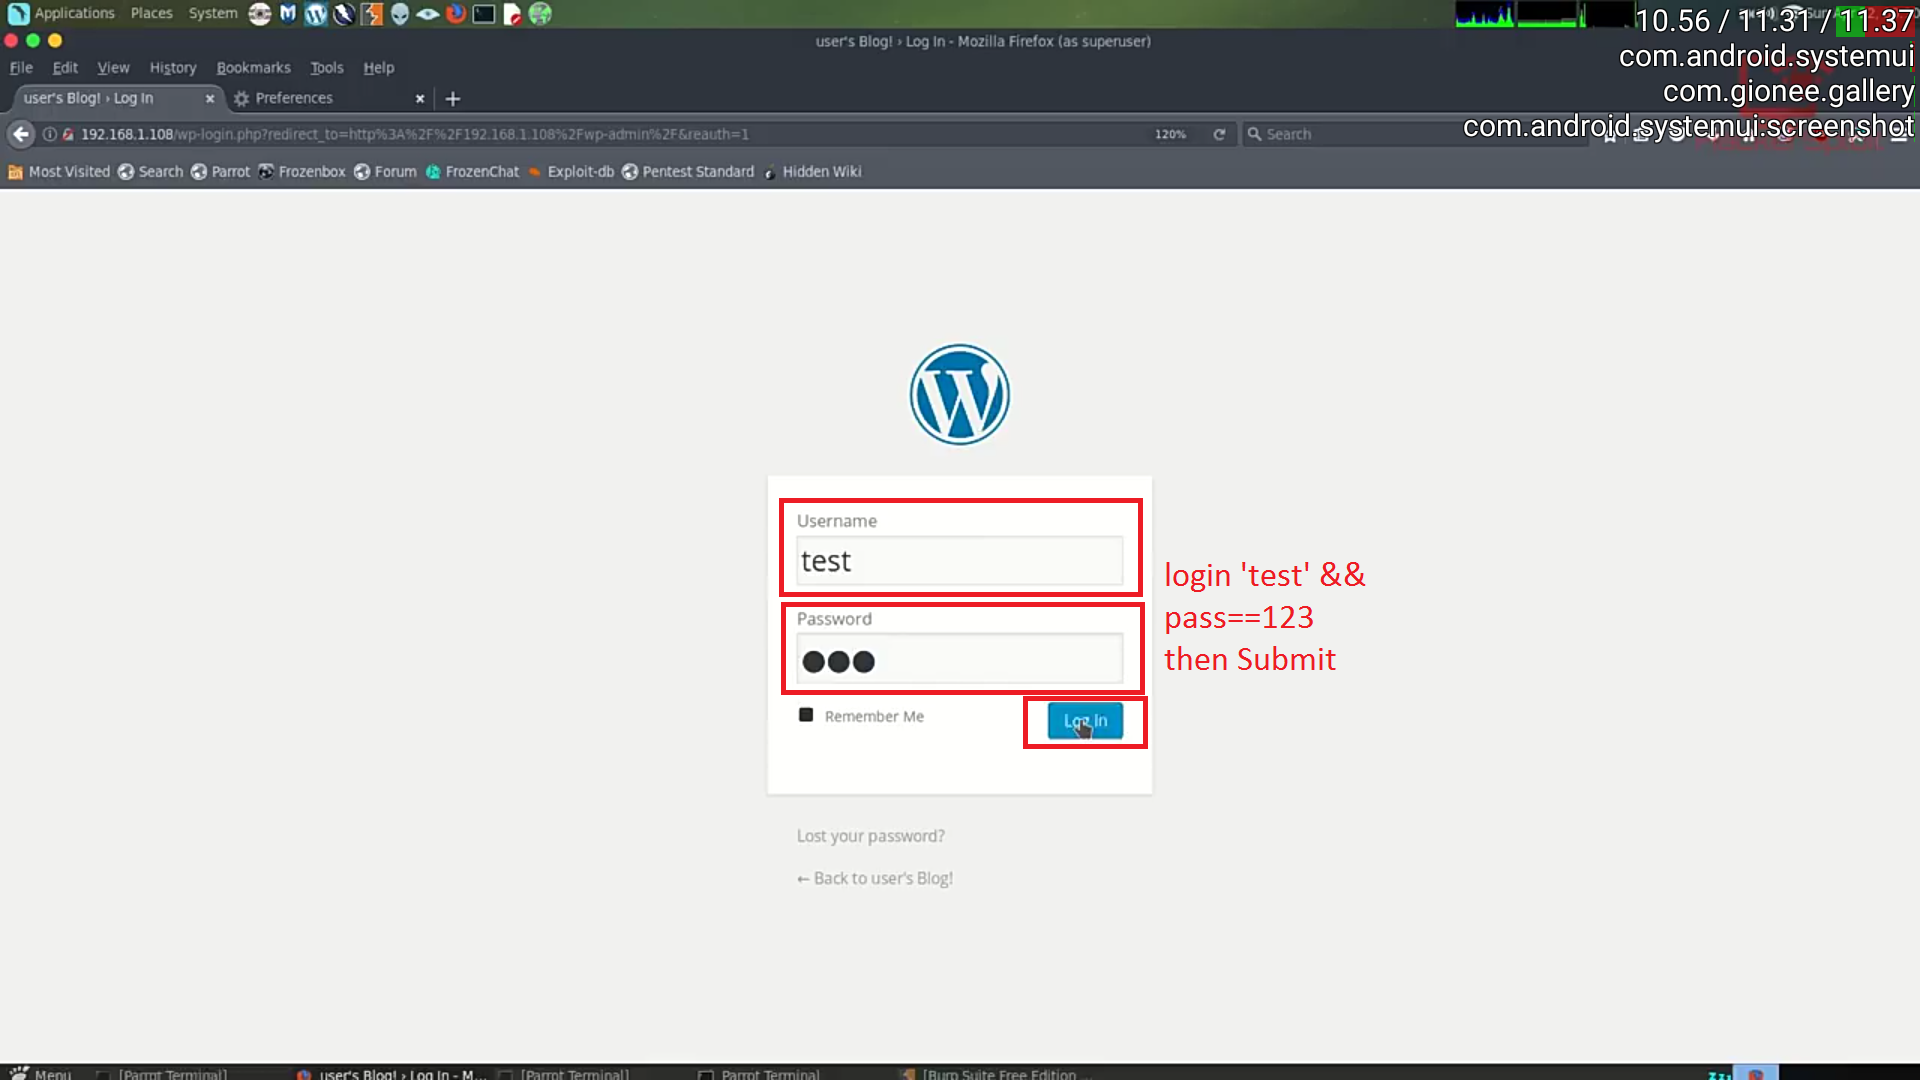 Applications Places System
10.56 / 11.31 / 11.37
user's Blog! › Log In - Mozilla Firefox (as superuser)
com.android.systemui
File Edit View History Bookmarks Tools Help
com.gionee.gallery
user's Blog! › Log In Preferences
com.android.systemui:screenshot
192.168.1.108/wp-login.php?redirect_to=http%3A%2F%2F192.168.1.108%2Fwp-admin%2F&reauth=1 120% Search
Most Visited Search Parrot Frozenbox Forum FrozenChat Exploit-db Pentest Standard Hidden Wiki
Username
test
login 'test' &&
pass==123
then Submit
Password
Remember Me Log In
Lost your password?
← Back to user's Blog!
Menu [Parrot Terminal] user's Blog! › Log In - M... [Parrot Terminal] Parrot Terminal [Burp Suite Free Edition ...